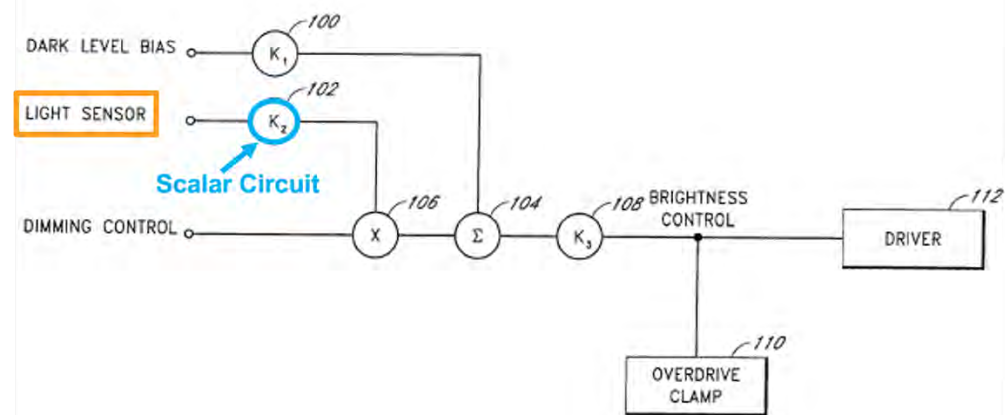 100
DARK LEVEL BIAS
K1
102
LIGHT SENSOR
K2
Scalar Circuit
106
104
108
BRIGHTNESS
CONTROL
112
DIMMING CONTROL
X
Σ
K3
DRIVER
110
OVERDRIVE
CLAMP